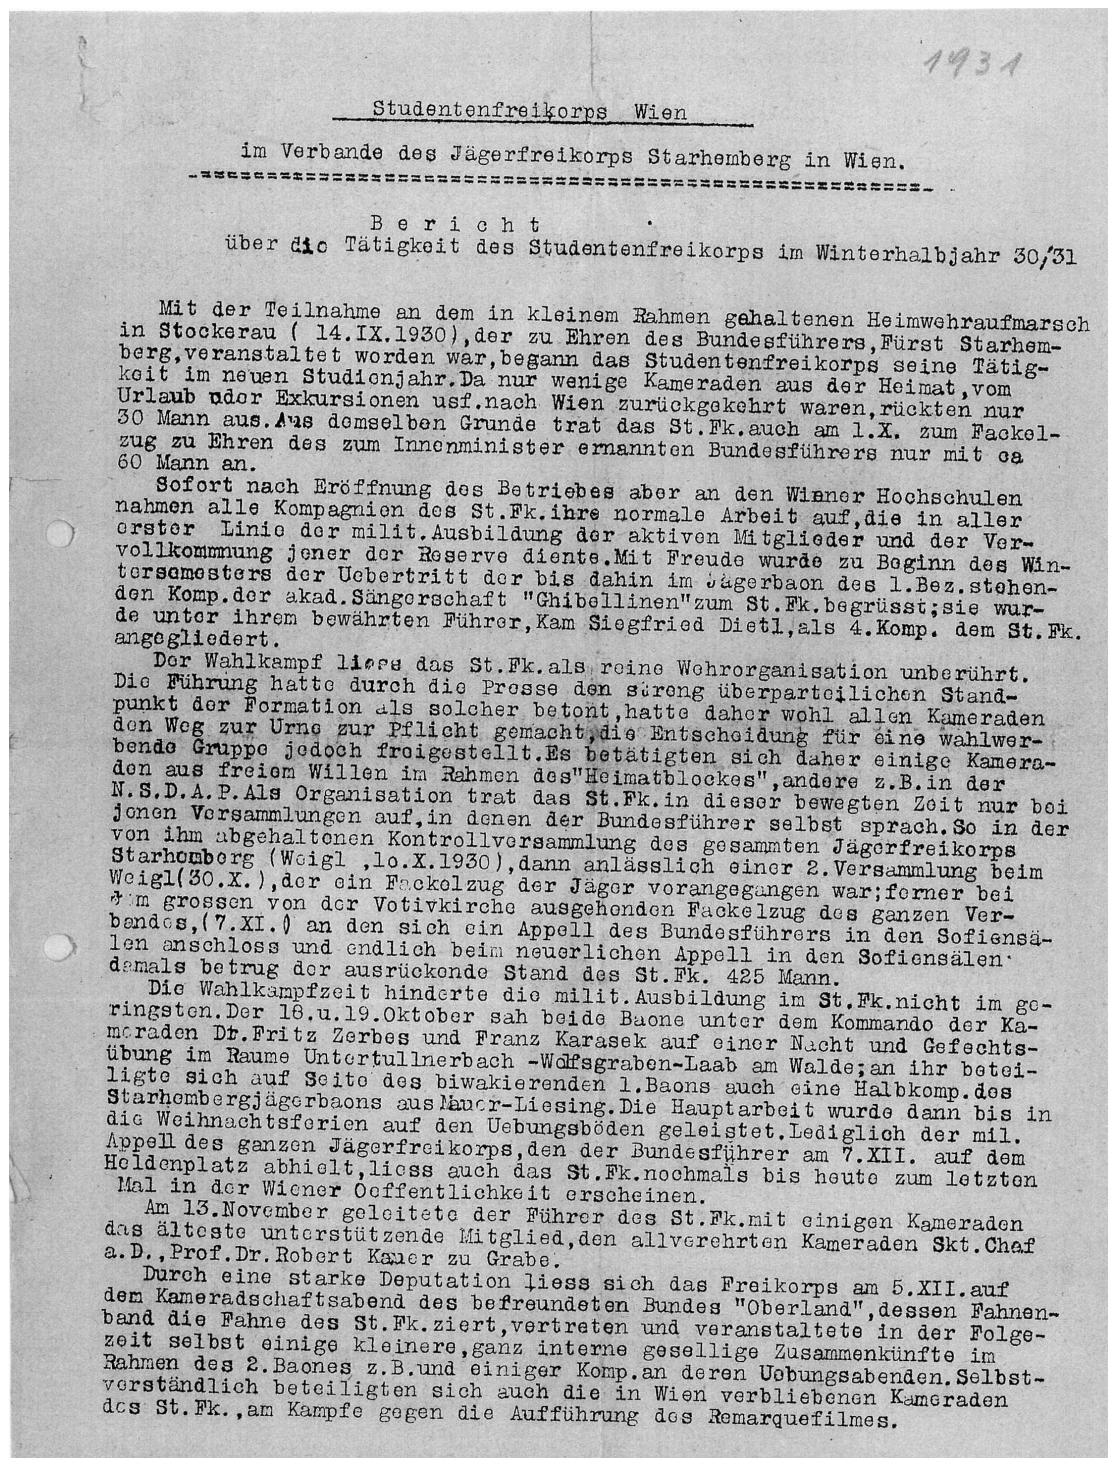 1931
Studentenfreikorps Wien
im Verbande des Jägerfreikorps Starhemberg in Wien.
Bericht
über die Tätigkeit des Studentenfreikorps im Winterhalbjahr 30/31
Mit der Teilnahme an dem in kleinem Rahmen gehaltenen Heimwehraufmarsch
in Stockerau ( 14.IX.1930),der zu Ehren des Bundesführers,Fürst Starhem-
berg,veranstaltet worden war,begann das Studentenfreikorps seine Tätig-
keit im neuen Studienjahr.Da nur wenige Kameraden aus der Heimat,vom
Urlaub oder Exkursionen usf.nach Wien zurückgekehrt waren,rückten nur
30 Mann aus.Aus demselben Grunde trat das St.Fk.auch am 1.X. zum Fackel-
zug zu Ehren des zum Innenminister ernannten Bundesführers nur mit ca
60 Mann an.
Sofort nach Eröffnung des Betriebes aber an den Wiener Hochschulen
nahmen alle Kompagnien des St.Fk.ihre normale Arbeit auf,die in aller
erster Linie der milit.Ausbildung der aktiven Mitglieder und der Ver-
vollkommnung jener der Reserve diente.Mit Freude wurde zu Beginn des Win-
tersemesters der Uebertritt der bis dahin im Jägerbaon des 1.Bez.stehen-
den Komp.der akad.Sängerschaft "Ghibellinen"zum St.Fk.begrüsst;sie wur-
de unter ihrem bewährten Führer,Kam Siegfried Dietl,als 4.Komp. dem St.Fk.
angegliedert.
Der Wahlkampf liess das St.Fk.als reine Wehrorganisation unberührt.
Die Führung hatte durch die Presse den streng überparteilichen Stand-
punkt der Formation als solcher betont,hatte daher wohl allen Kameraden
den Weg zur Urne zur Pflicht gemacht,die Entscheidung für eine wahlwer-
bende Gruppe jedoch freigestellt.Es betätigten sich daher einige Kamera-
den aus freiem Willen im Rahmen des"Heimatblockes",andere z.B.in der
N.S.D.A.P.Als Organisation trat das St.Fk.in dieser bewegten Zeit nur bei
jenen Versammlungen auf,in denen der Bundesführer selbst sprach.So in der
von ihm abgehaltenen Kontrollversammlung des gesammten Jägerfreikorps
Starhemberg (Weigl ,10.X.1930),dann anlässlich einer 2.Versammlung beim
Weigl(30.X.),der ein Fackelzug der Jäger vorangegangen war;ferner bei
dem grossen von der Votivkirche ausgehenden Fackelzug des ganzen Ver-
bandes,(7.XI.) an den sich ein Appell des Bundesführers in den Sofiensä-
len anschloss und endlich beim neuerlichen Appell in den Sofiensälen
damals betrug der ausrückende Stand des St.Fk. 425 Mann.
Die Wahlkampfzeit hinderte die milit.Ausbildung im St.Fk.nicht im ge-
ringsten.Der 18.u.19.Oktober sah beide Baone unter dem Kommando der Ka-
meraden Dr.Fritz Zerbes und Franz Karasek auf einer Nacht und Gefechts-
übung im Raume Untertullnerbach -Wolfsgraben-Laab am Walde;an ihr betei-
ligte sich auf Seite des biwakierenden 1.Baons auch eine Halbkomp.des
Starhembergjägerbaons aus Mauer-Liesing.Die Hauptarbeit wurde dann bis in
die Weihnachtsferien auf den Uebungsböden geleistet.Lediglich der mil.
Appell des ganzen Jägerfreikorps,den der Bundesführer am 7.XII. auf dem
Heldenplatz abhielt,liess auch das St.Fk.nochmals bis heute zum letzten
Mal in der Wiener Oeffentlichkeit erscheinen.
Am 13.November geleitete der Führer des St.Fk.mit einigen Kameraden
das älteste unterstützende Mitglied,den allverehrten Kameraden Skt.Chef
a.D.,Prof.Dr.Robert Kauer zu Grabe.
Durch eine starke Deputation liess sich das Freikorps am 5.XII.auf
dem Kameradschaftsabend des befreundeten Bundes "Oberland",dessen Fahnen-
band die Fahne des St.Fk.ziert,vertreten und veranstaltete in der Folge-
zeit selbst einige kleinere,ganz interne gesellige Zusammenkünfte im
Rahmen des 2.Baones z.B.und einiger Komp.an deren Uebungsabenden.Selbst-
verständlich beteiligten sich auch die in Wien verbliebenen Kameraden
des St.Fk.,am Kampfe gegen die Aufführung des Remarquefilmes.